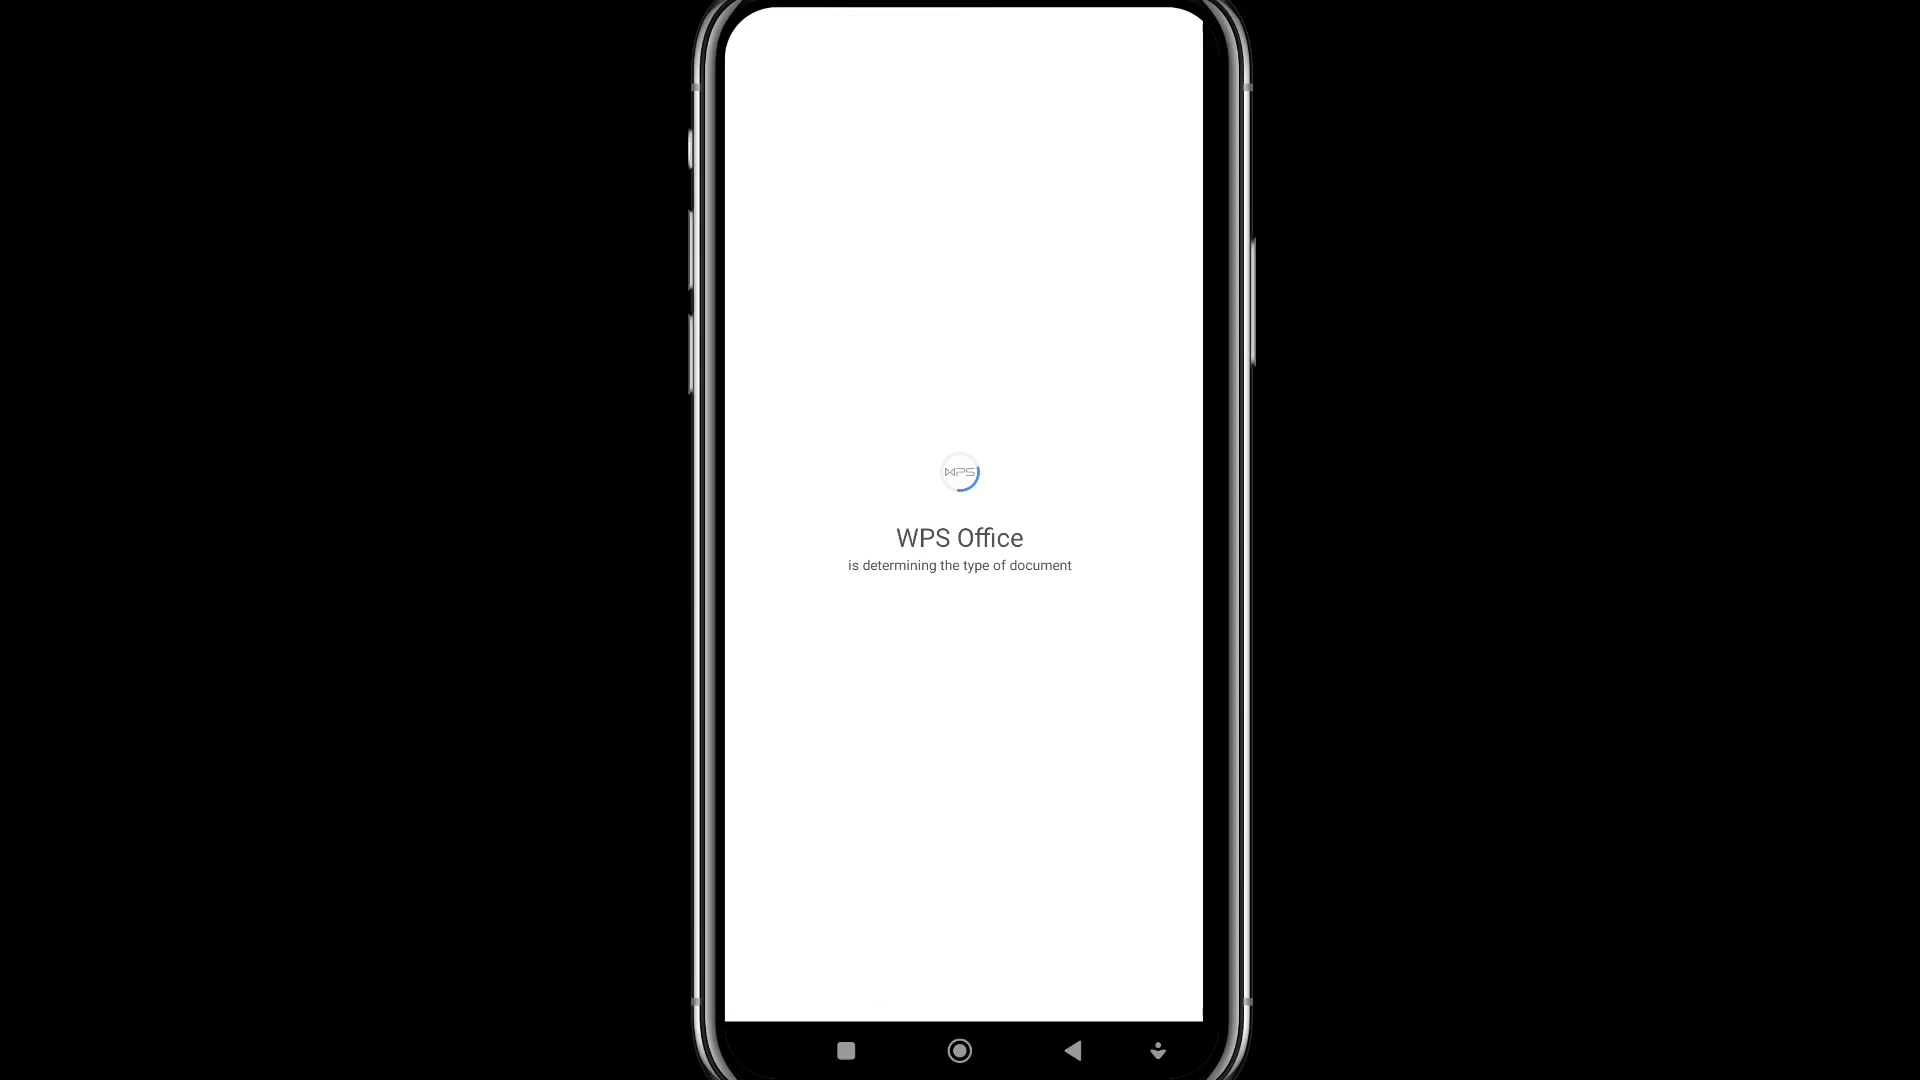 WPS
WPS Office
is determining the type of document